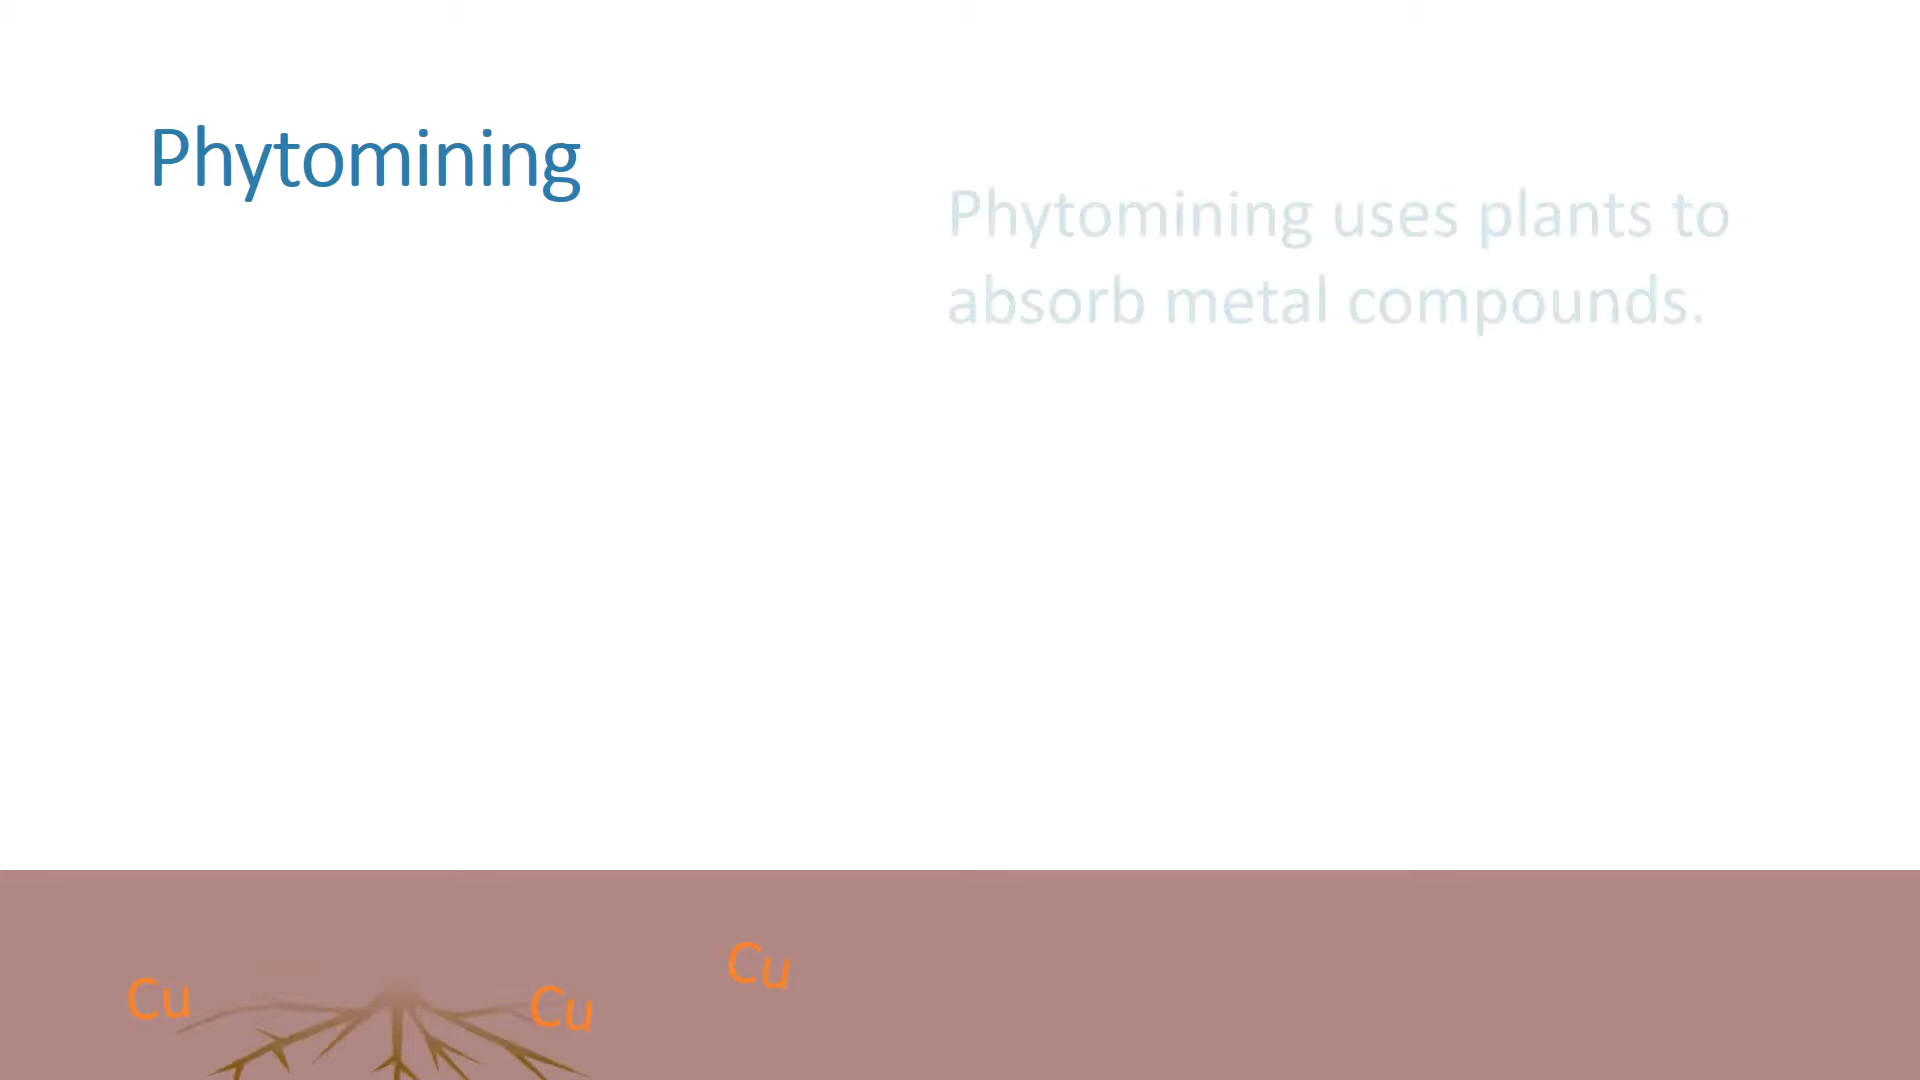 Phytomining
Phytomining uses plants to
absorb metal compounds.
Cu
Cu
Cu